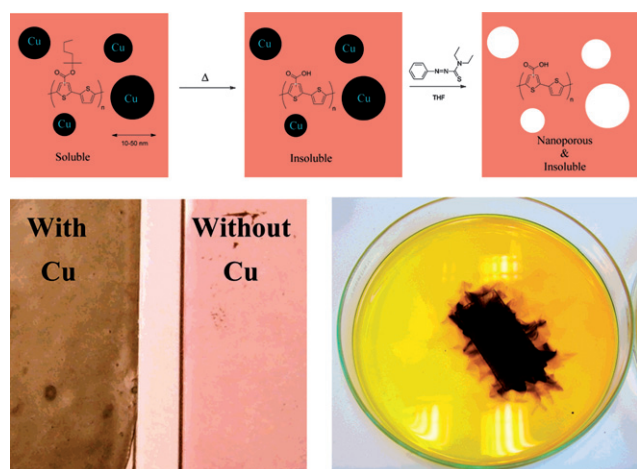 Cu
Cu
Cu
Cu
O
O
S
S
n
10-50 nm
Soluble
Δ
Cu
Cu
Cu
Cu
O
OH
S
S
n
Insoluble
N=N
N
S
THF
O
OH
S
S
n
Nanoporous
&
Insoluble
With
Cu
Without
Cu